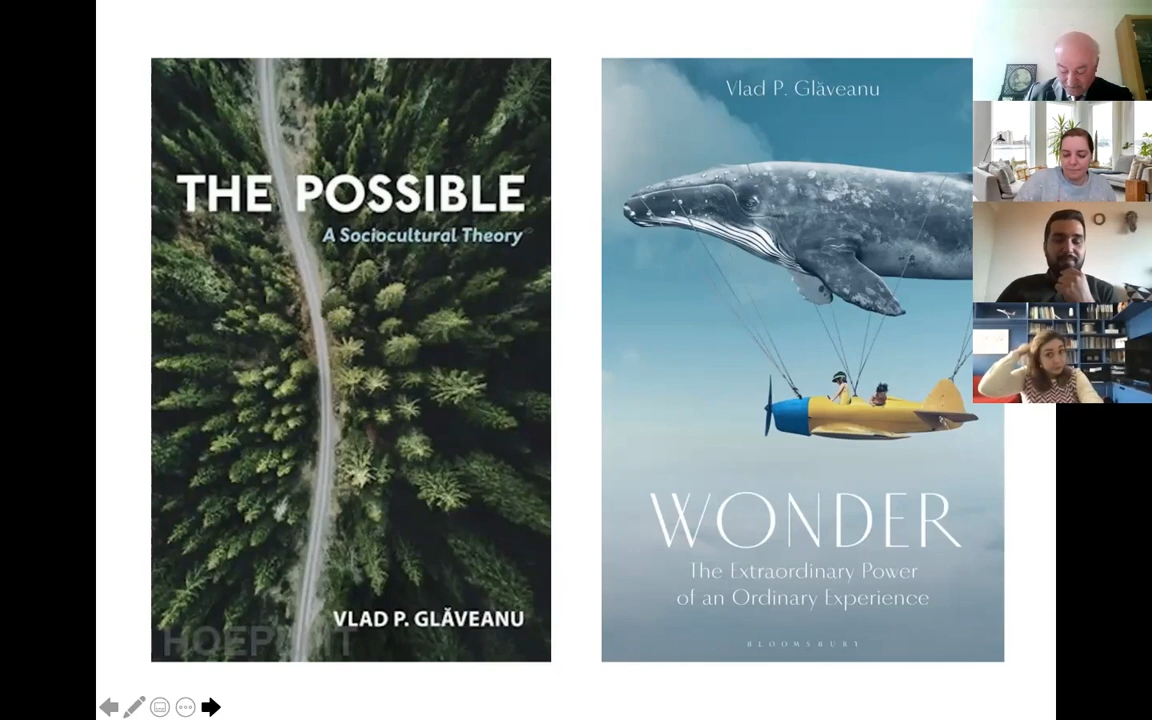 THE POSSIBLE
A Sociocultural Theory
VLAD P. GLĂVEANU
Vlad P. Glăveanu
WONDER
The Extraordinary Power
of an Ordinary Experience
BLOOMSBURY